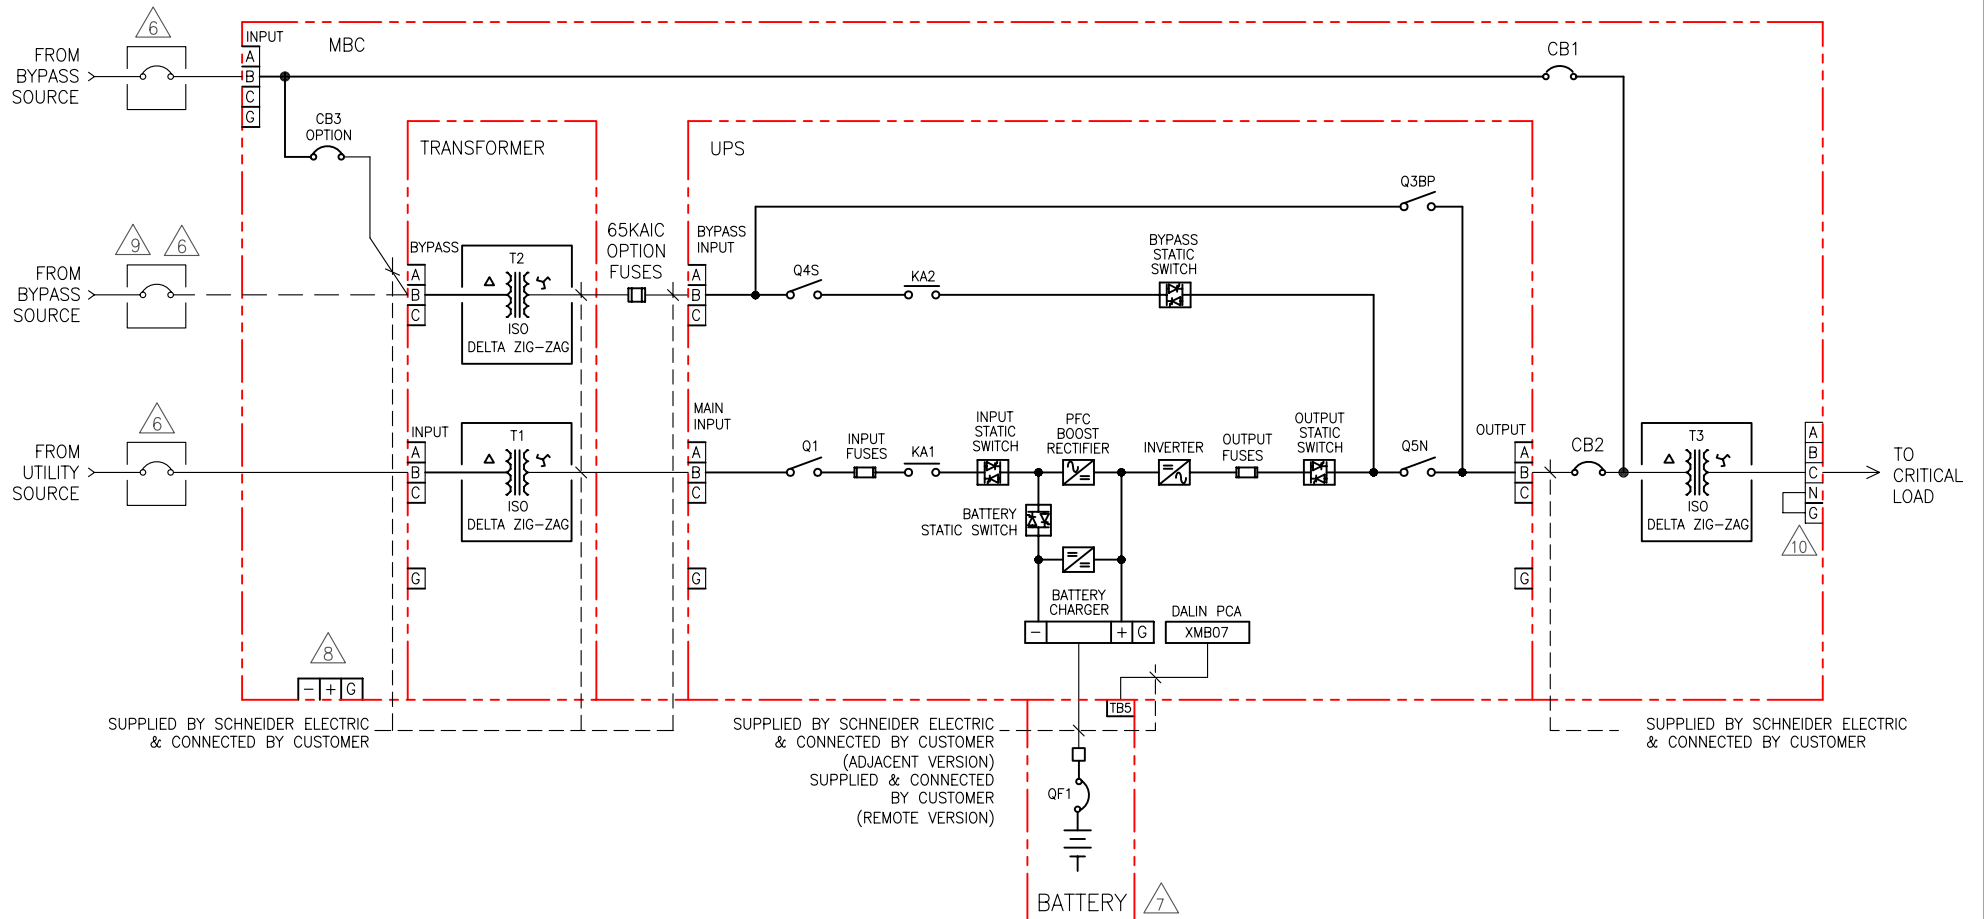 6
INPUT
MBC
FROM
BYPASS
SOURCE
A
B
C
G
CB1
CB3
OPTION
TRANSFORMER
UPS
Q3BP
9
6
FROM
BYPASS
SOURCE
BYPASS
A
B
C
T2
ISO
DELTA ZIG-ZAG
65KAIC
OPTION
FUSES
BYPASS
INPUT
A
B
C
Q4S
KA2
BYPASS
STATIC
SWITCH
6
FROM
UTILITY
SOURCE
INPUT
A
B
C
G
T1
ISO
DELTA ZIG-ZAG
MAIN
INPUT
A
B
C
G
Q1
INPUT
FUSES
KA1
INPUT
STATIC
SWITCH
PFC
BOOST
RECTIFIER
INVERTER
OUTPUT
FUSES
OUTPUT
STATIC
SWITCH
Q5N
OUTPUT
A
B
C
G
CB2
T3
ISO
DELTA ZIG-ZAG
A
B
C
N
G
10
TO
CRITICAL
LOAD
BATTERY
STATIC SWITCH
BATTERY
CHARGER
- + G
DALIN PCA
XMB07
8
- + G
TB5
SUPPLIED BY SCHNEIDER ELECTRIC
& CONNECTED BY CUSTOMER
SUPPLIED BY SCHNEIDER ELECTRIC
& CONNECTED BY CUSTOMER
(ADJACENT VERSION)
SUPPLIED & CONNECTED
BY CUSTOMER
(REMOTE VERSION)
SUPPLIED BY SCHNEIDER ELECTRIC
& CONNECTED BY CUSTOMER
QF1
BATTERY
7